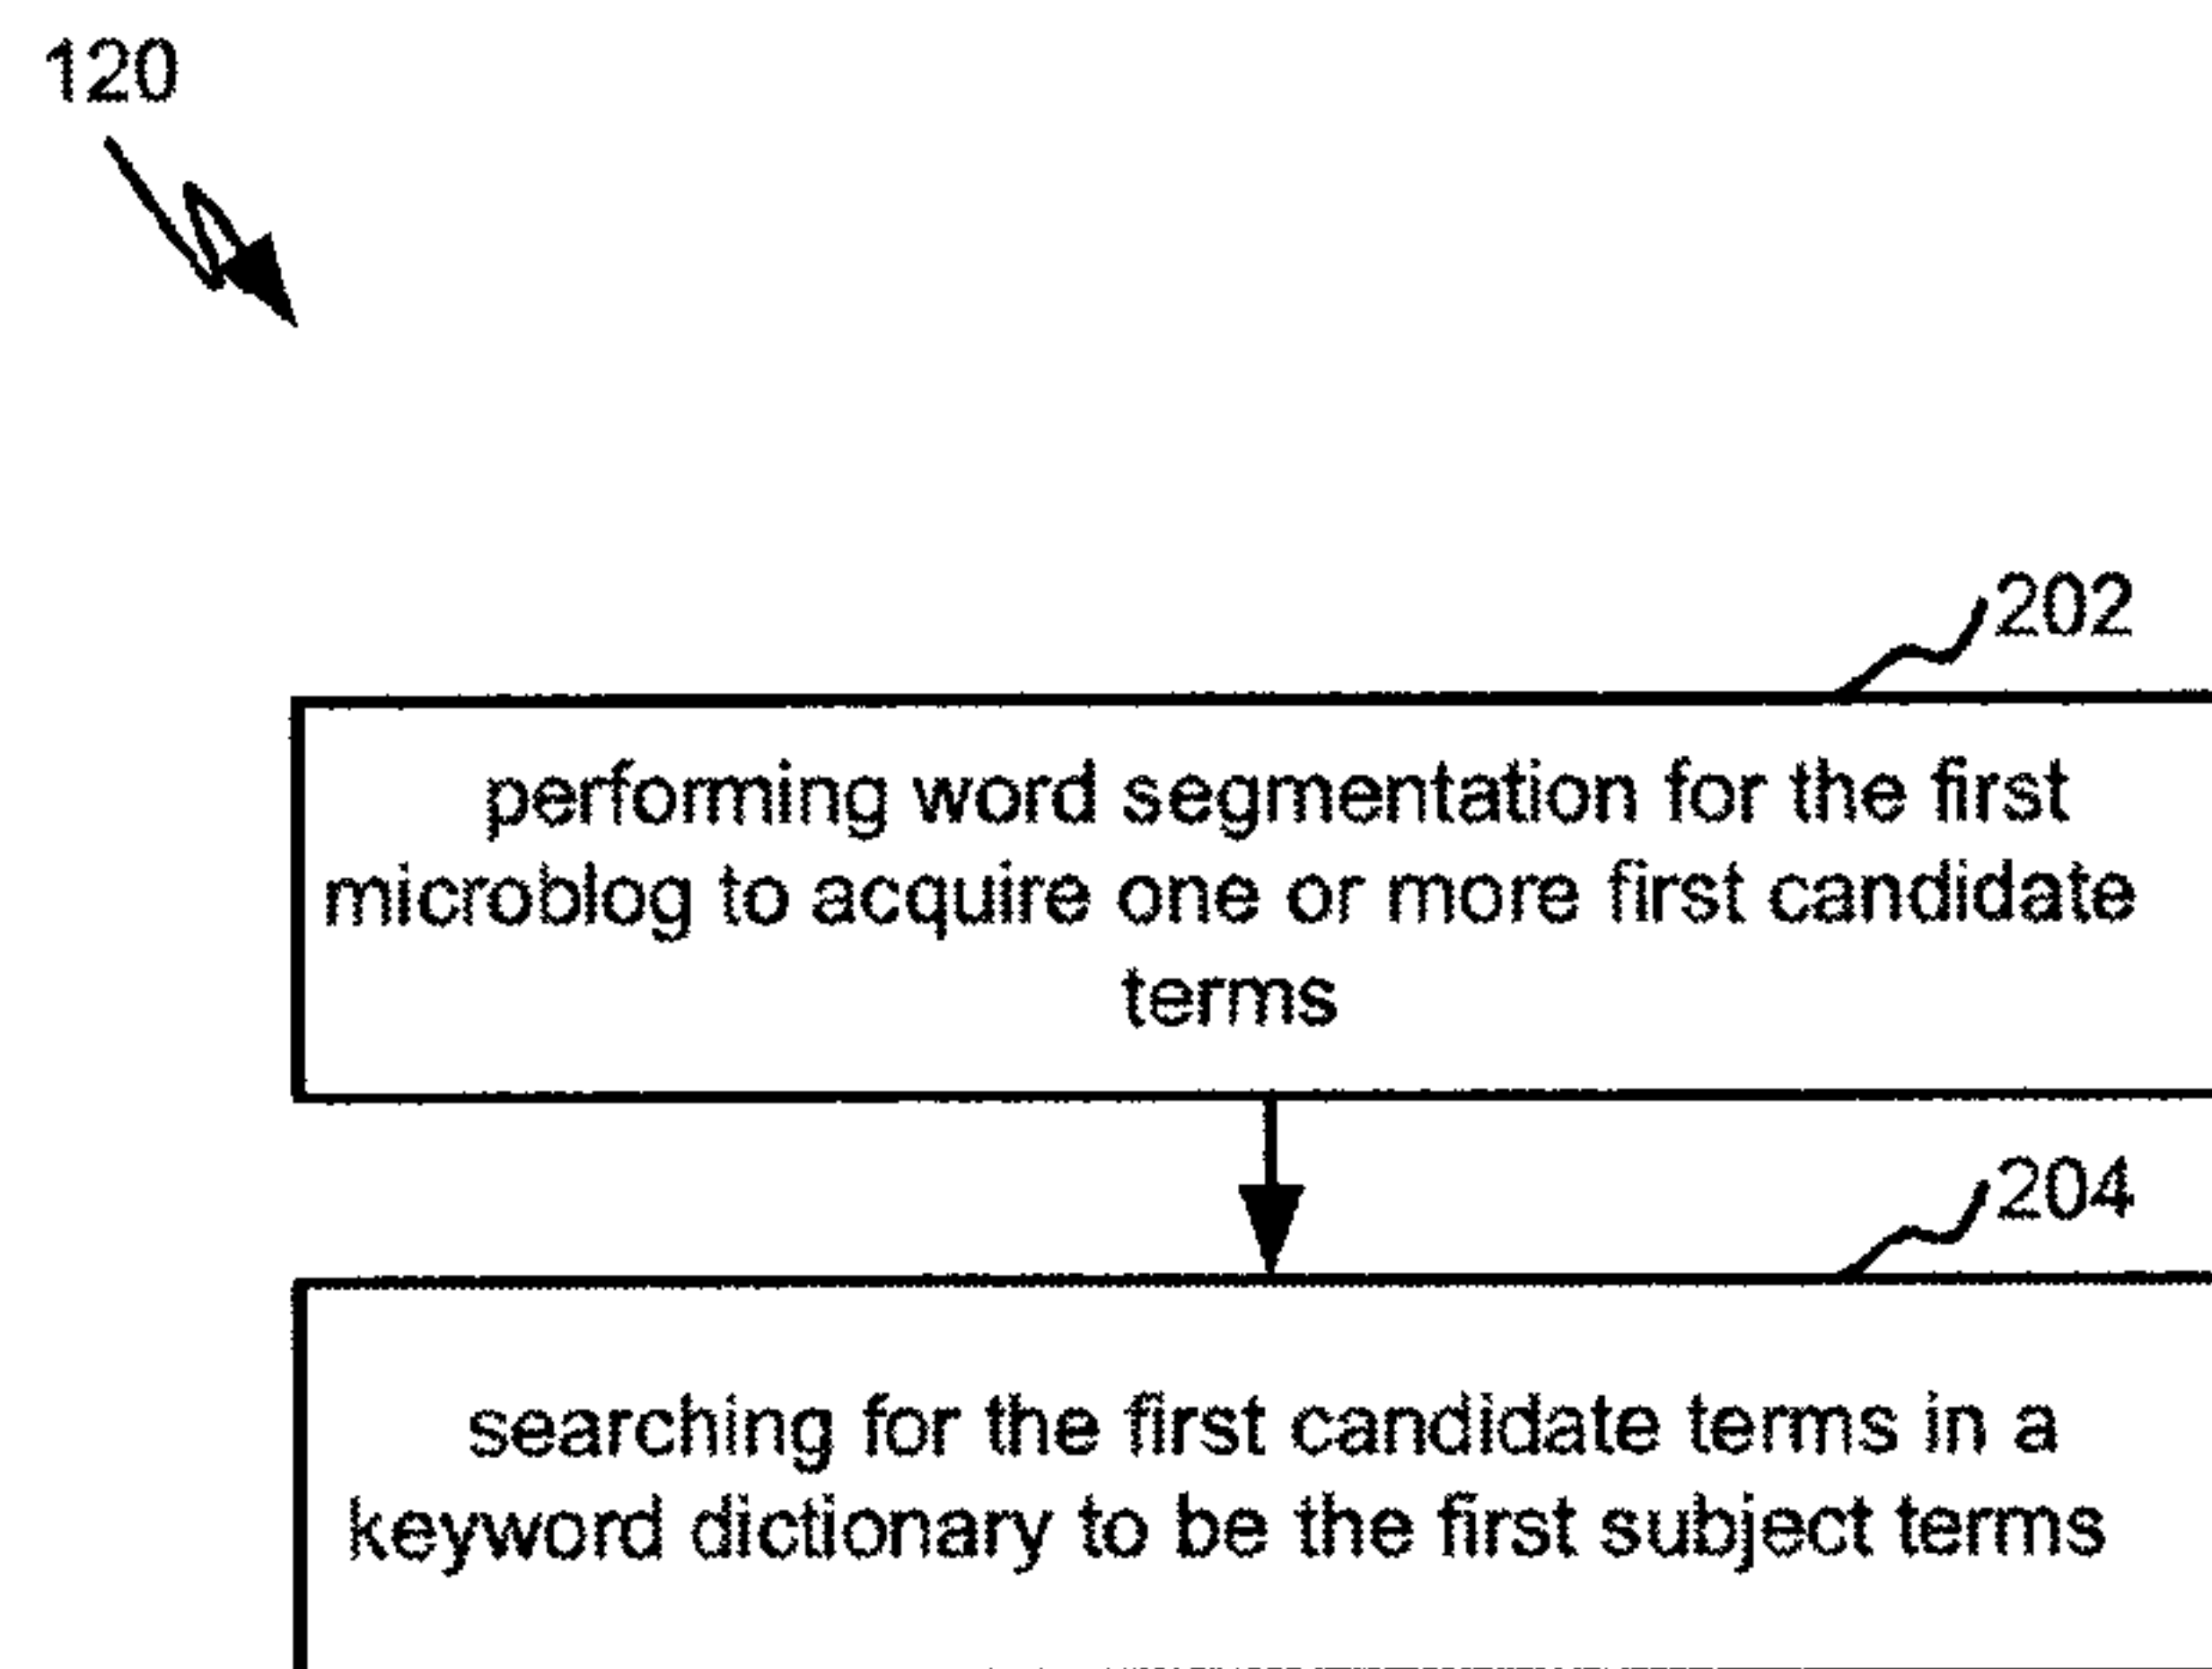 120
202
performing word segmentation for the first
microblog to acquire one or more first candidate
terms
204
searching for the first candidate terms in a
keyword dictionary to be the first subject terms